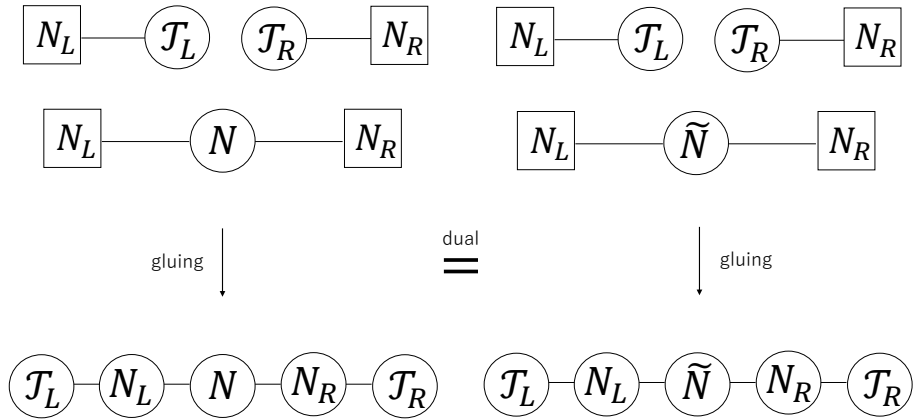 N_L 𝒯_L 𝒯_R N_R N_L 𝒯_L 𝒯_R N_R
N_L N N_R N_L Ñ N_R
gluing dual gluing
=
𝒯_L N_L N N_R 𝒯_R 𝒯_L N_L Ñ N_R 𝒯_R